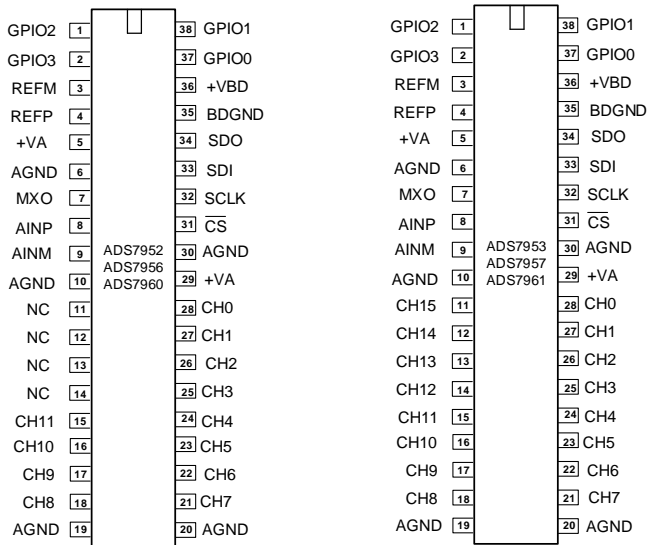 GPIO2 1 38 GPIO1
GPIO3 2 37 GPIO0
REFM 3 36 +VBD
REFP 4 35 BDGND
+VA 5 34 SDO
AGND 6 33 SDI
MXO 7 32 SCLK
AINP 8 31 CS
AINM 9 30 AGND
AGND 10 29 +VA
NC 11 28 CH0
NC 12 27 CH1
NC 13 26 CH2
NC 14 25 CH3
CH11 15 24 CH4
CH10 16 23 CH5
CH9 17 22 CH6
CH8 18 21 CH7
AGND 19 20 AGND
ADS7952
ADS7956
ADS7960
GPIO2 1 38 GPIO1
GPIO3 2 37 GPIO0
REFM 3 36 +VBD
REFP 4 35 BDGND
+VA 5 34 SDO
AGND 6 33 SDI
MXO 7 32 SCLK
AINP 8 31 CS
AINM 9 30 AGND
AGND 10 29 +VA
CH15 11 28 CH0
CH14 12 27 CH1
CH13 13 26 CH2
CH12 14 25 CH3
CH11 15 24 CH4
CH10 16 23 CH5
CH9 17 22 CH6
CH8 18 21 CH7
AGND 19 20 AGND
ADS7953
ADS7957
ADS7961